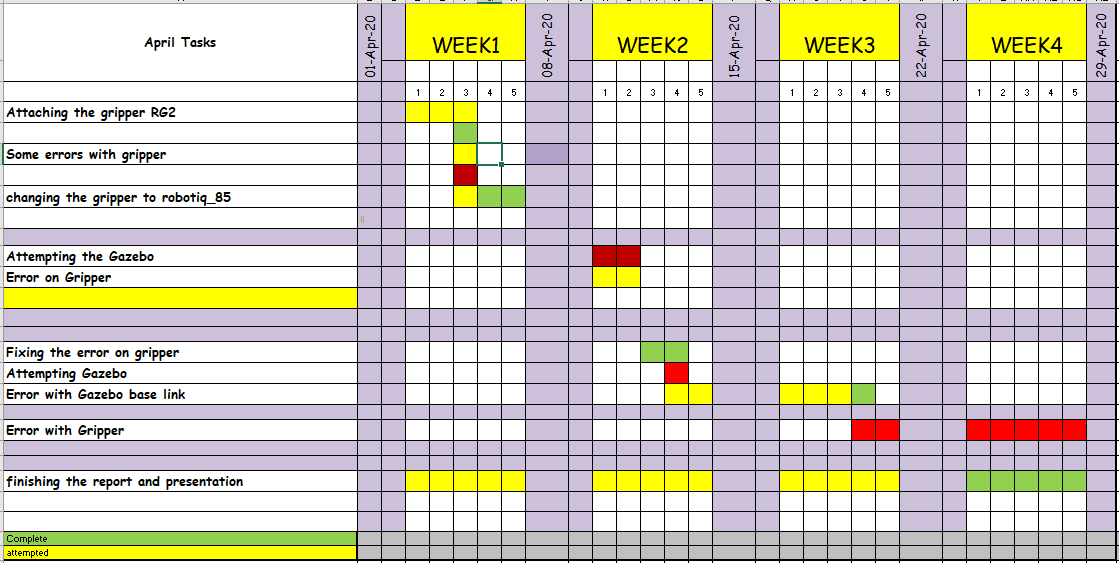 April Tasks
01-Apr-20
WEEK1
08-Apr-20
WEEK2
15-Apr-20
WEEK3
22-Apr-20
WEEK4
29-Apr-20
1 2 3 4 5 1 2 3 4 5 1 2 3 4 5 1 2 3 4 5
Attaching the gripper RG2
Some errors with gripper
changing the gripper to robotiq_85
Attempting the Gazebo
Error on Gripper
Fixing the error on gripper
Attempting Gazebo
Error with Gazebo base link
Error with Gripper
finishing the report and presentation
Complete
attempted